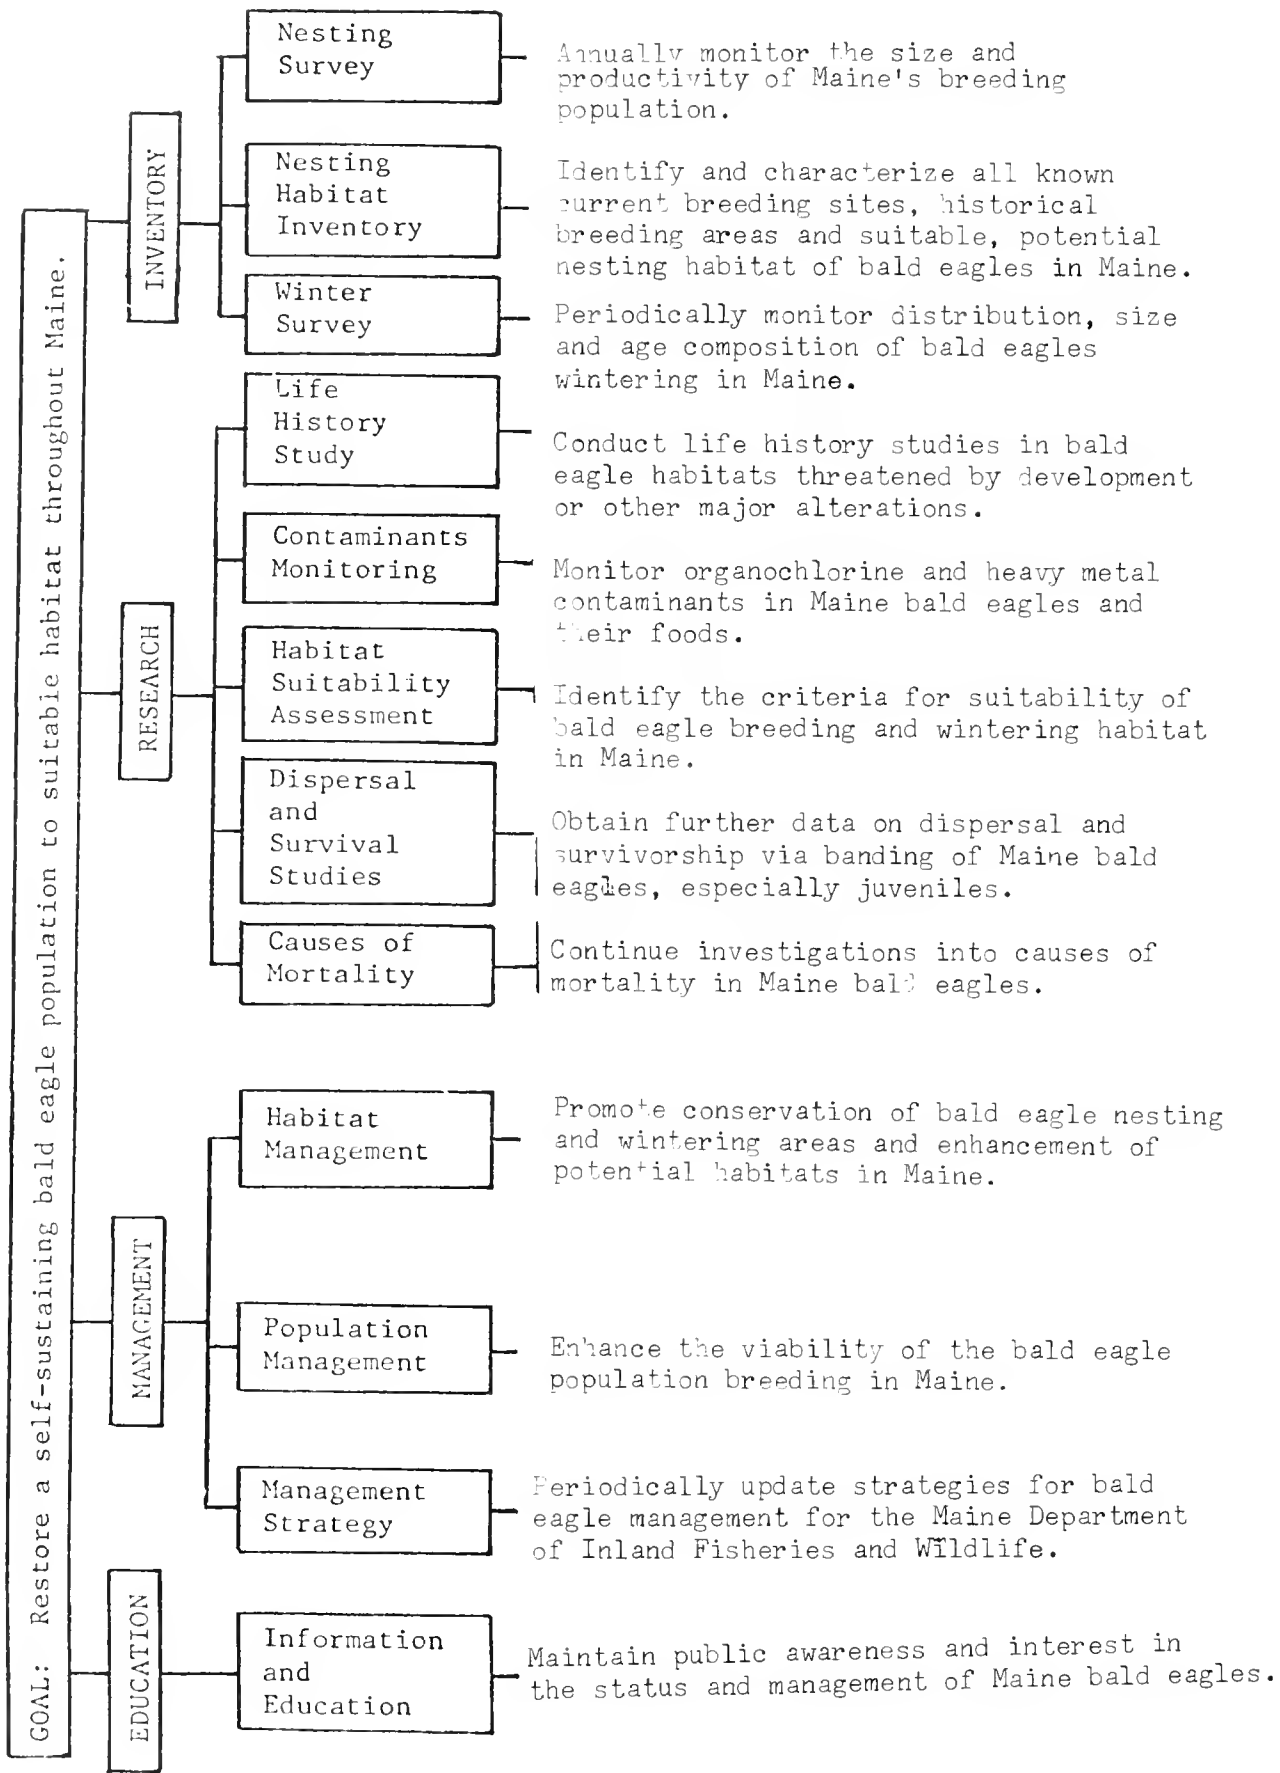 GOAL: Restore a self-sustaining bald eagle population to suitable habitat throughout Maine.
INVENTORY
Nesting
Survey
Annually monitor the size and
productivity of Maine's breeding
population.
Nesting
Habitat
Inventory
Identify and characterize all known
current breeding sites, historical
breeding areas and suitable, potential
nesting habitat of bald eagles in Maine.
Winter
Survey
Periodically monitor distribution, size
and age composition of bald eagles
wintering in Maine.
RESEARCH
Life
History
Study
Conduct life history studies in bald
eagle habitats threatened by development
or other major alterations.
Contaminants
Monitoring
Monitor organochlorine and heavy metal
contaminants in Maine bald eagles and
their foods.
Habitat
Suitability
Assessment
Identify the criteria for suitability of
bald eagle breeding and wintering habitat
in Maine.
Dispersal
and
Survival
Studies
Obtain further data on dispersal and
survivorship via banding of Maine bald
eagles, especially juveniles.
Causes of
Mortality
Continue investigations into causes of
mortality in Maine bald eagles.
MANAGEMENT
Habitat
Management
Promote conservation of bald eagle nesting
and wintering areas and enhancement of
potential habitats in Maine.
Population
Management
Enhance the viability of the bald eagle
population breeding in Maine.
Management
Strategy
Periodically update strategies for bald
eagle management for the Maine Department
of Inland Fisheries and Wildlife.
EDUCATION
Information
and
Education
Maintain public awareness and interest in
the status and management of Maine bald eagles.